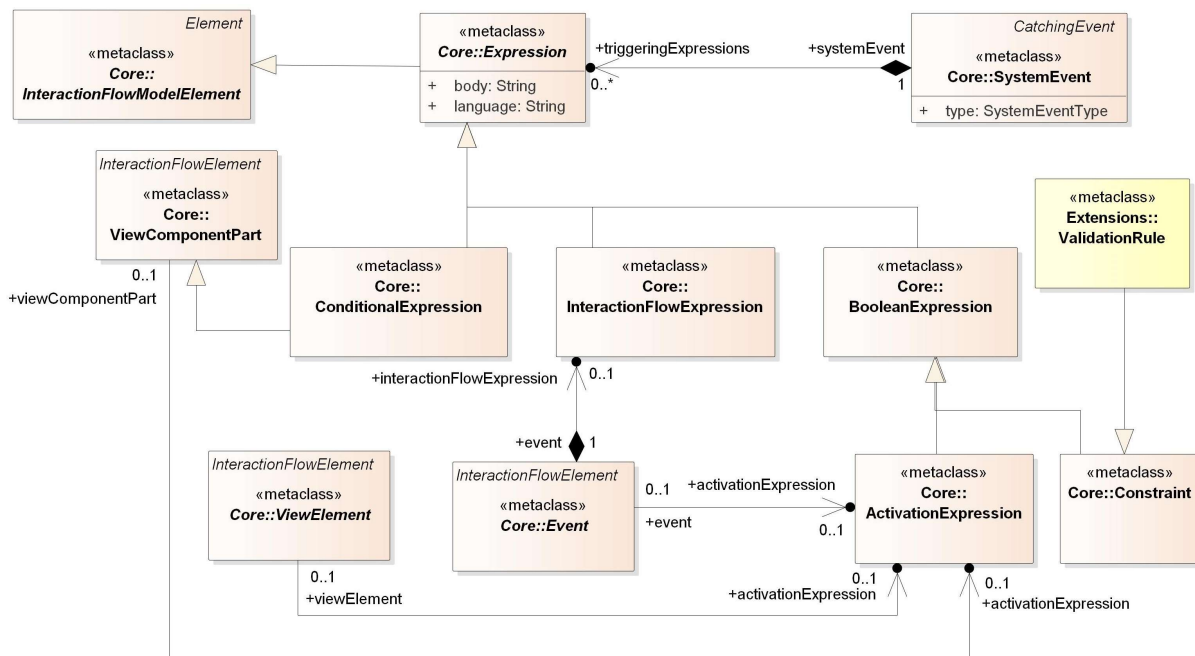 Element
«metaclass»
Core::
InteractionFlowModelElement
«metaclass»
Core::Expression
+ body: String
+ language: String
+triggeringExpressions
0..*
+systemEvent
1
CatchingEvent
«metaclass»
Core::SystemEvent
+ type: SystemEventType
InteractionFlowElement
«metaclass»
Core::
ViewComponentPart
0..1
+viewComponentPart
«metaclass»
Core::
ConditionalExpression
«metaclass»
Core::
InteractionFlowExpression
«metaclass»
Core::
BooleanExpression
«metaclass»
Extensions::
ValidationRule
+interactionFlowExpression
0..1
+event
1
InteractionFlowElement
«metaclass»
Core::ViewElement
0..1
+viewElement
InteractionFlowElement
«metaclass»
Core::Event
0..1
+event
+activationExpression
0..1
«metaclass»
Core::
ActivationExpression
«metaclass»
Core::Constraint
0..1
+activationExpression
0..1
+activationExpression